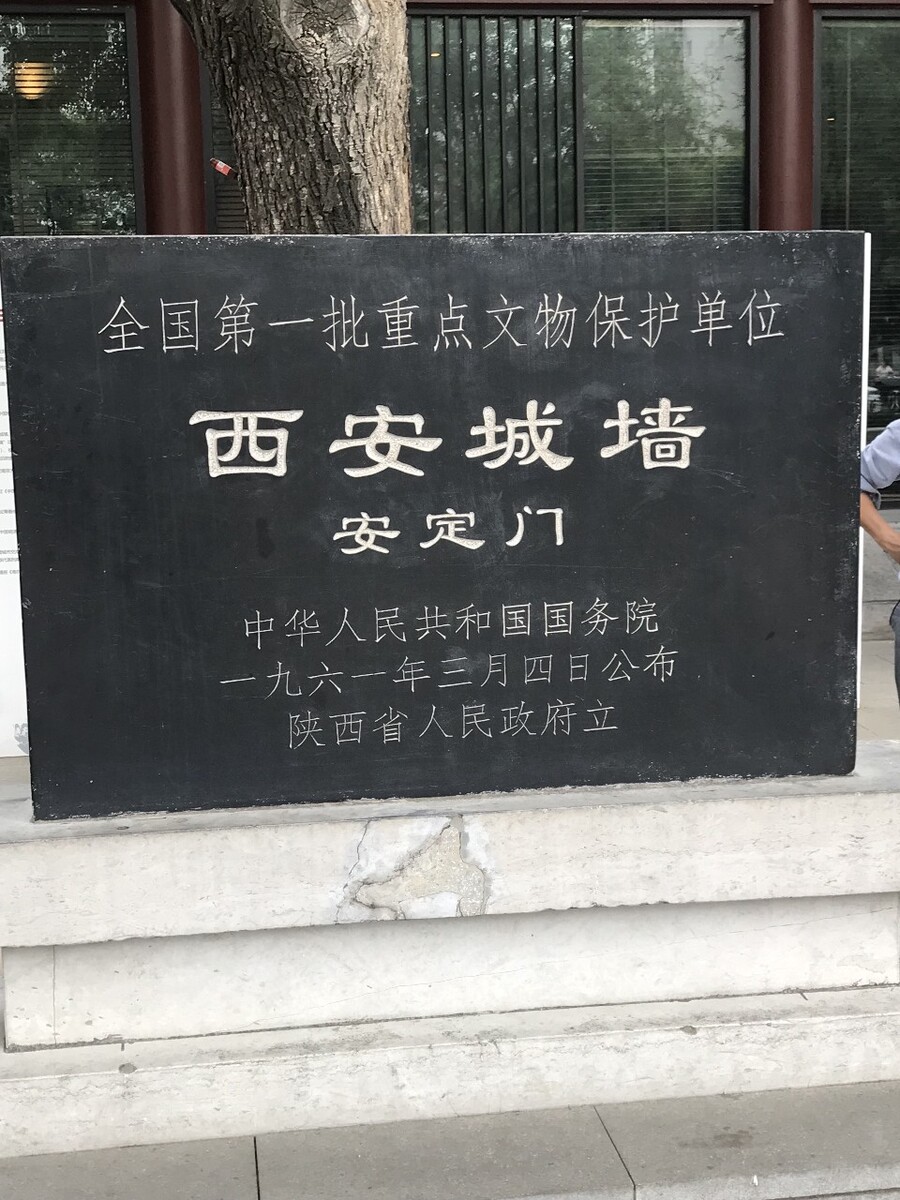 全国第一批重点文物保护单位
西安城墙
安定门
中华人民共和国国务院
一九六一年三月四日公布
陕西省人民政府立